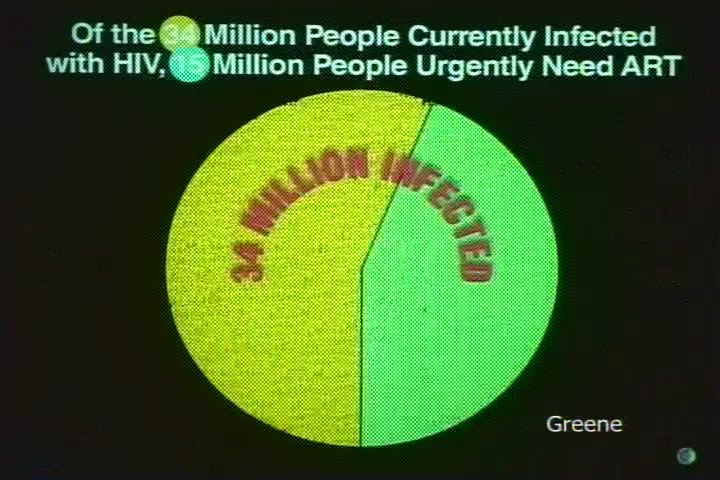 Of the 34 Million People Currently Infected
with HIV, 15 Million People Urgently Need ART
34 MILLION INFECTED
Greene